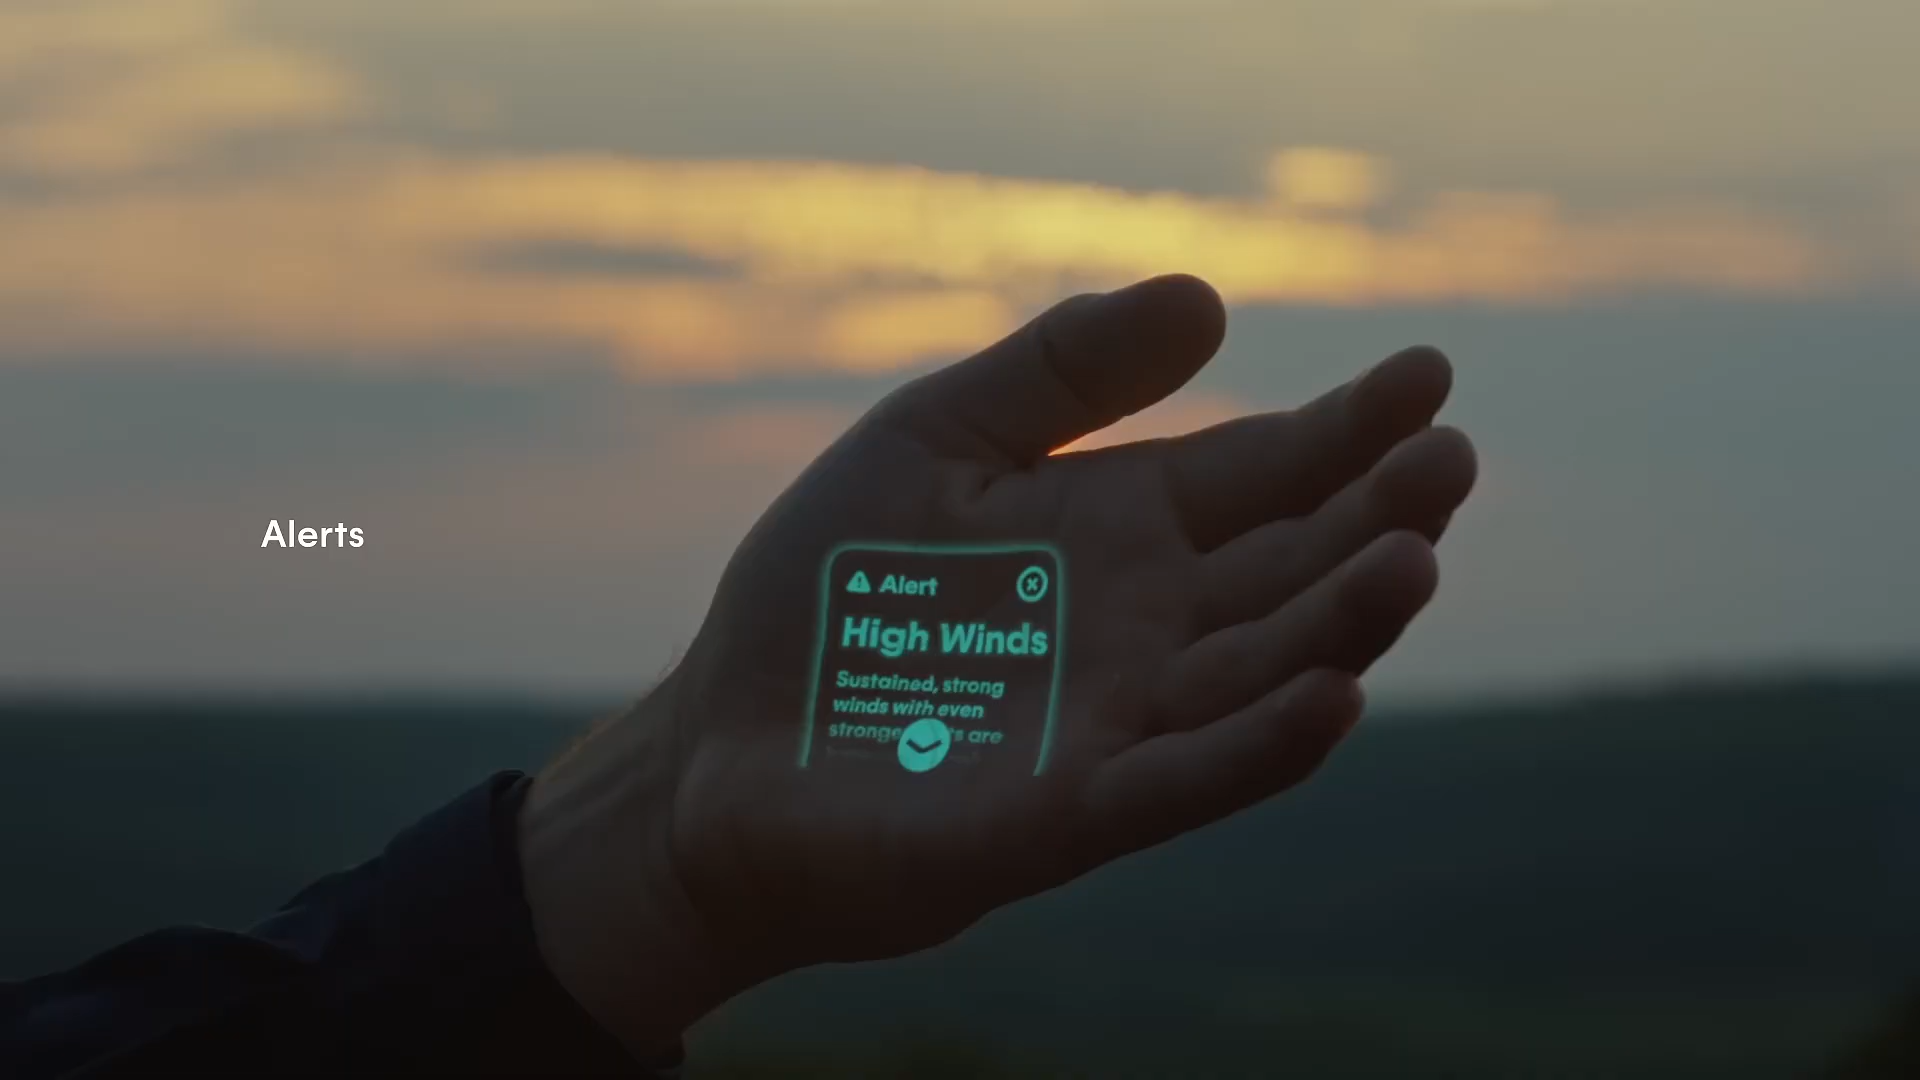 Alerts
Alert
High Winds
Sustained, strong
winds with even
are